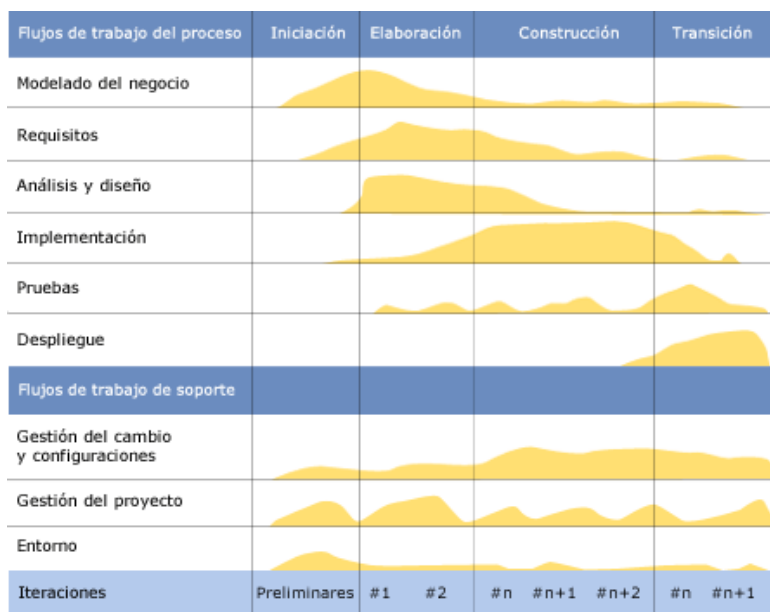 Flujos de trabajo del proceso Iniciación Elaboración Construcción Transición
Modelado del negocio
Requisitos
Análisis y diseño
Implementación
Pruebas
Despliegue
Flujos de trabajo de soporte
Gestión del cambio
y configuraciones
Gestión del proyecto
Entorno
Iteraciones Preliminares #1 #2 #n #n+1 #n+2 #n #n+1